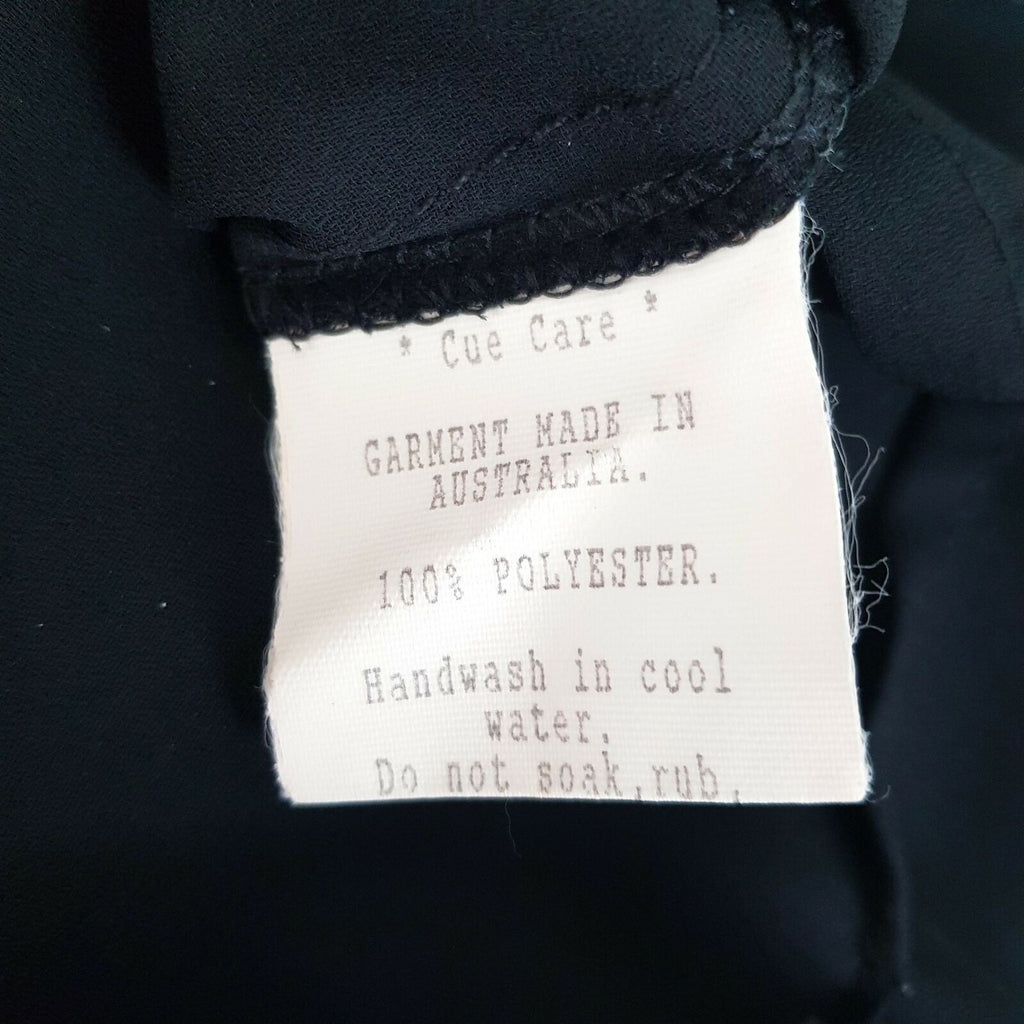 * Cue Care *
GARMENT MADE IN
AUSTRALIA.
100% POLYESTER.
Handwash in cool
water.
Do not soak,rub,